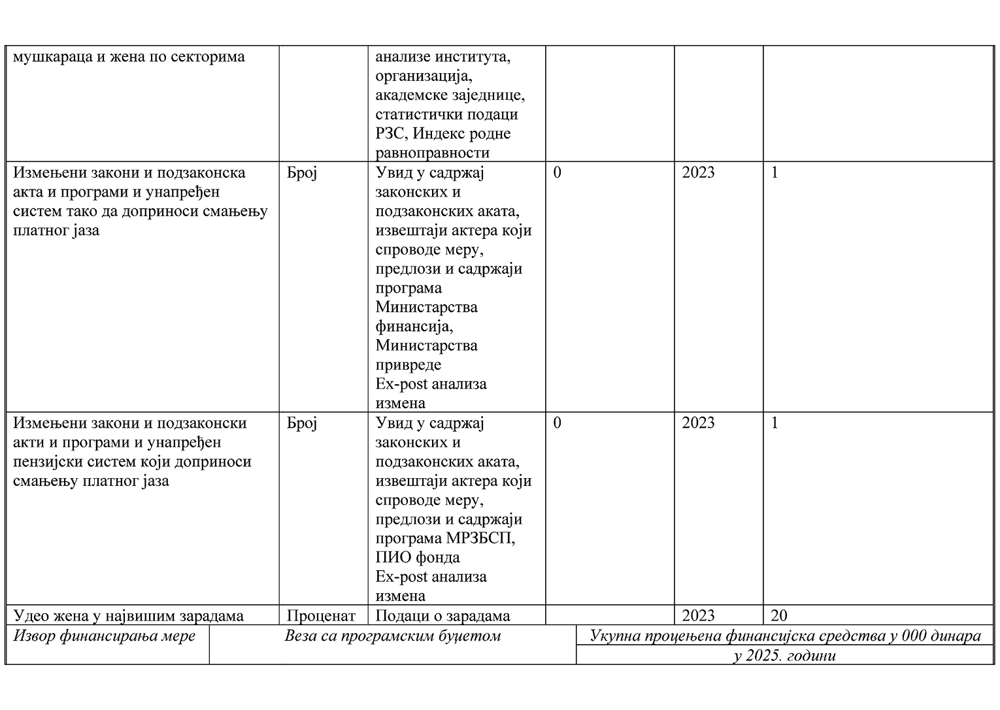 мушкараца и жена по секторима
анализе института,
организација,
академске заједнице,
статистички подаци
РЗС, Индекс родне
равноправности
Измењени закони и подзаконска
акта и програми и унапређен
систем тако да доприноси смањењу
платног јаза
Број
Увид у садржај
законских и
подзаконских аката,
извештаји актера који
спроводе меру,
предлози и садржаји
програма
Министарства
финансија,
Министарства
привреде
Ex-post анализа
измена
0
2023
1
Измењени закони и подзаконски
акти и програми и унапређен
пензијски систем који доприноси
смањењу платног јаза
Број
Увид у садржај
законских и
подзаконских аката,
извештаји актера који
спроводе меру,
предлози и садржаји
програма МРЗБСП,
ПИО фонда
Ex-post анализа
измена
0
2023
1
Удео жена у највишим зарадама
Проценат
Подаци о зарадама
2023
20
Извор финансирања мере
Веза са програмским буџетом
Укупна процењена финансијска средства у 000 динара
у 2025. години